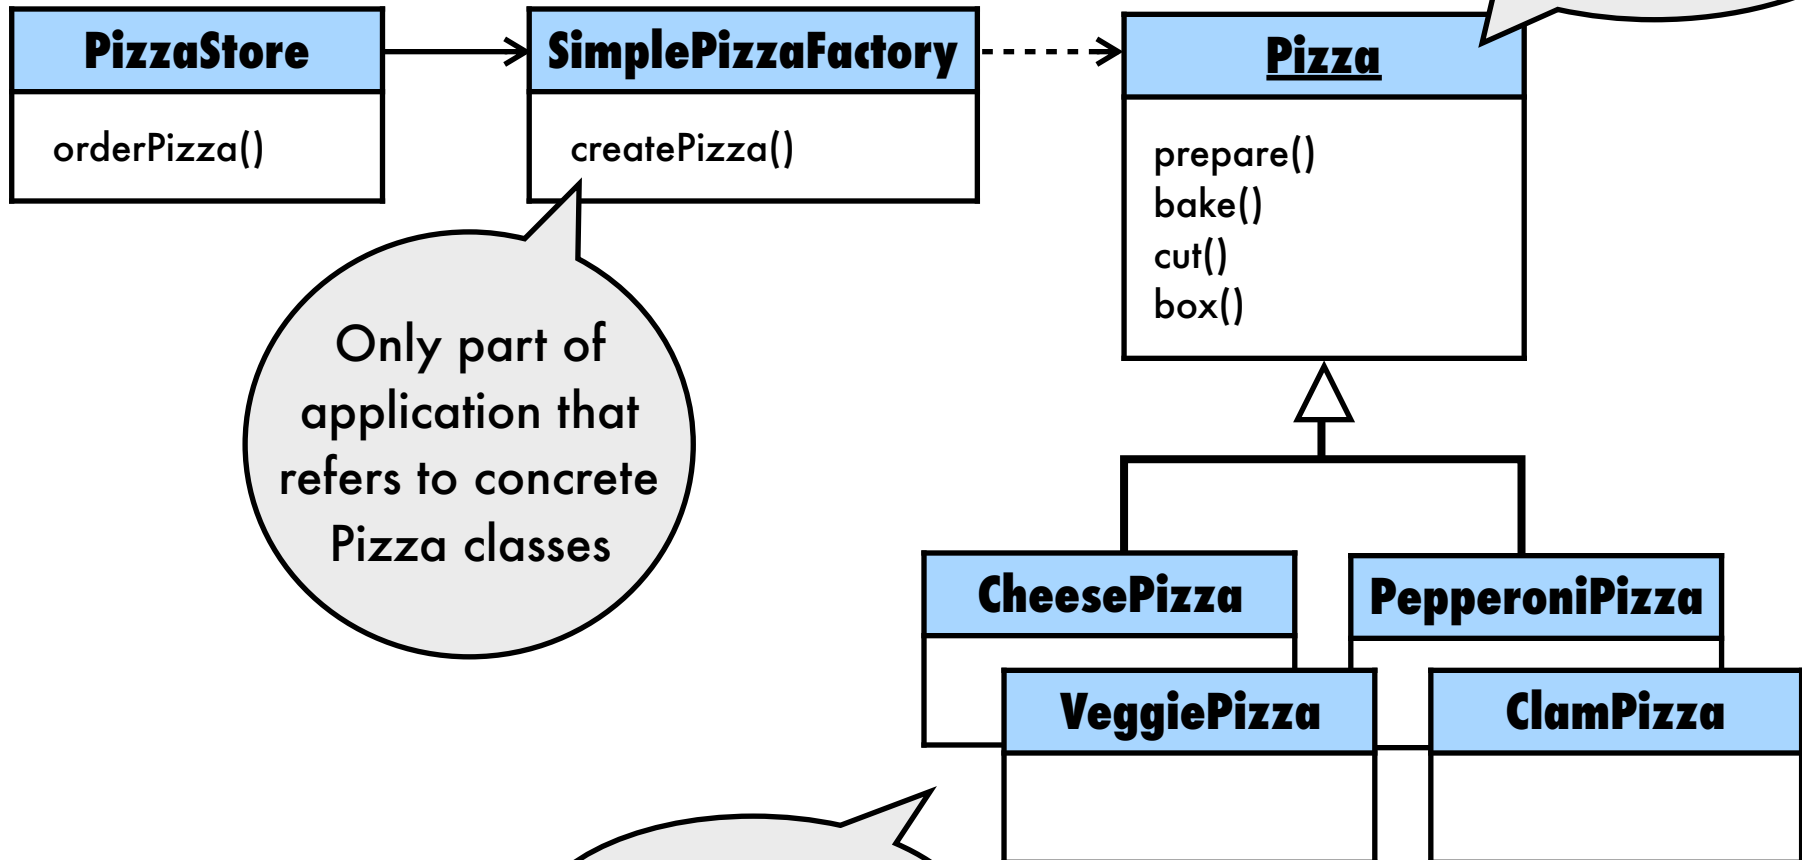 PizzaStore
orderPizza()
SimplePizzaFactory
createPizza()
Pizza
prepare()
bake()
cut()
box()
Only part of
application that
refers to concrete
Pizza classes
CheesePizza
PepperoniPizza
VeggiePizza
ClamPizza